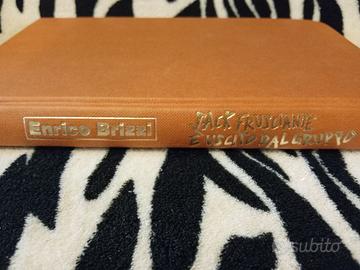 Enrico Brizzi
JACK FRUSCIANTE
È USCITO DAL GRUPPO
subito